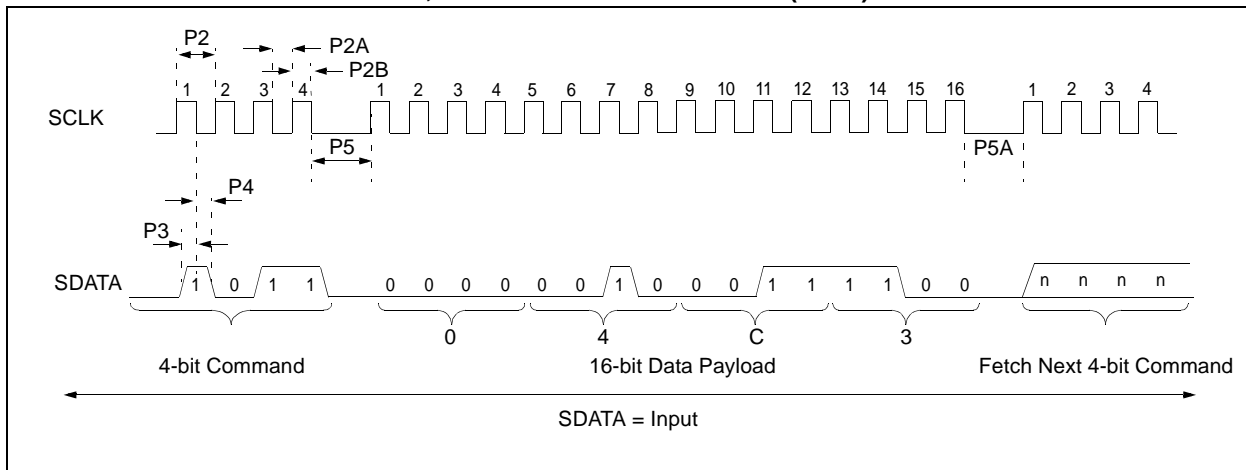 P2
P2A
P2B
1 2 3 4 1 2 3 4 5 6 7 8 9 10 11 12 13 14 15 16 1 2 3 4
SCLK
P5
P5A
P4
P3
SDATA
1 0 1 1 0 0 0 0 0 0 1 0 0 0 1 1 1 1 0 0 n n n n
0 4 C 3
4-bit Command 16-bit Data Payload Fetch Next 4-bit Command
SDATA = Input